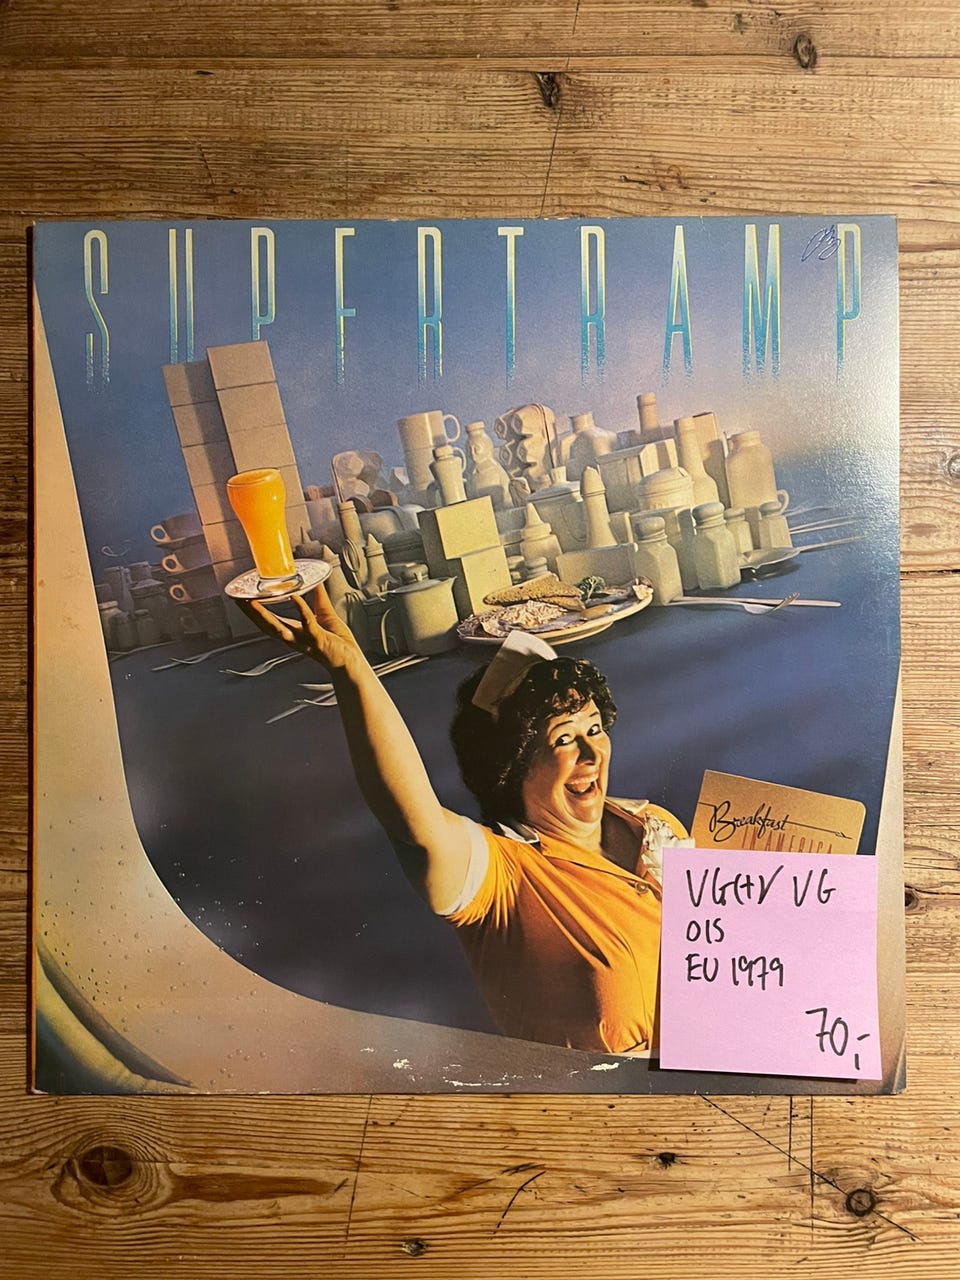 SUPERTRAMP
Breakfast
IN AMERICA
VG(+)/VG
OIS
EU 1979
70,-